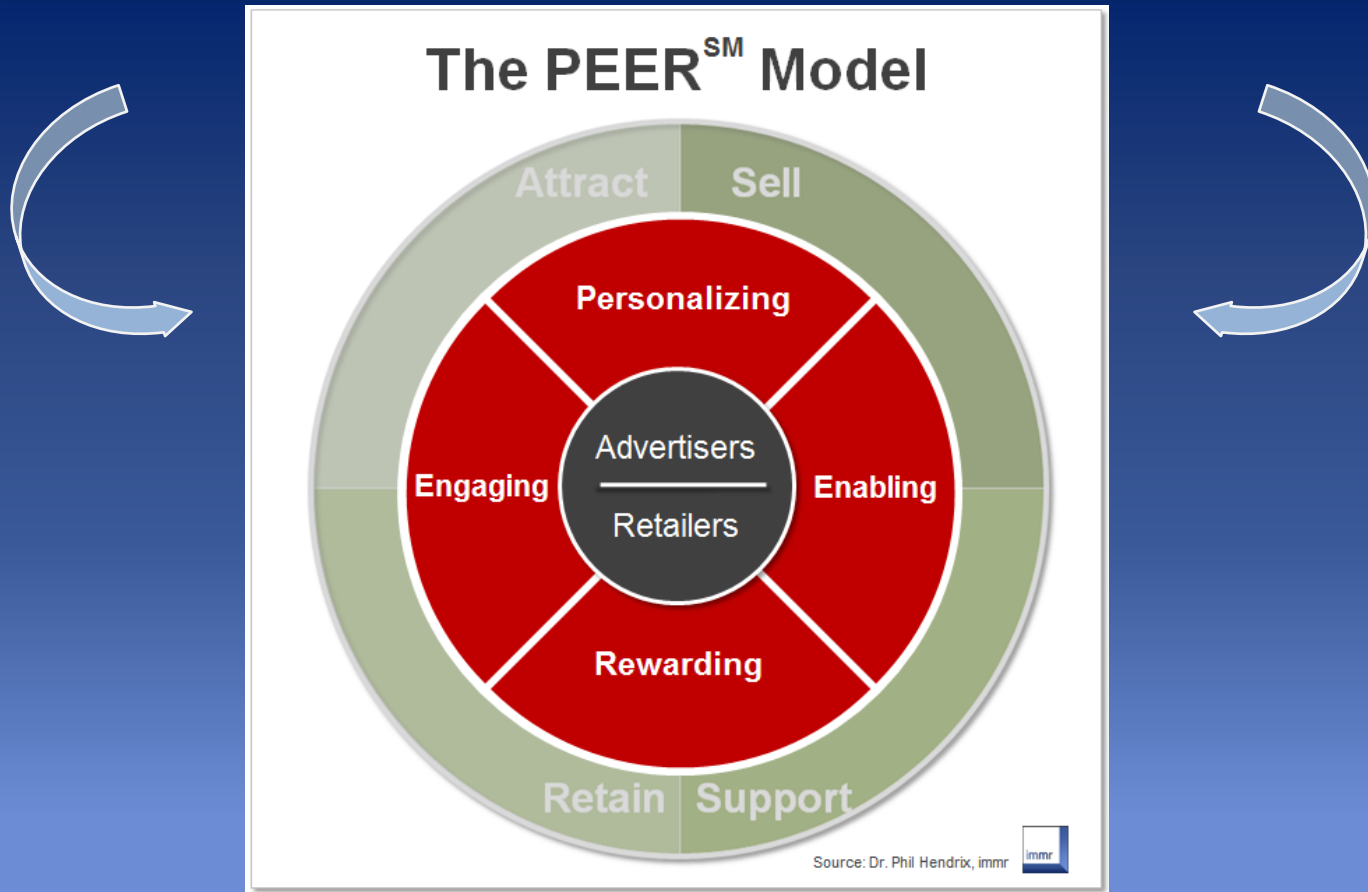 The PEER℠ Model
Attract
Sell
Personalizing
Advertisers
Engaging
Enabling
Retailers
Rewarding
Retain
Support
Source: Dr. Phil Hendrix, immr
immr